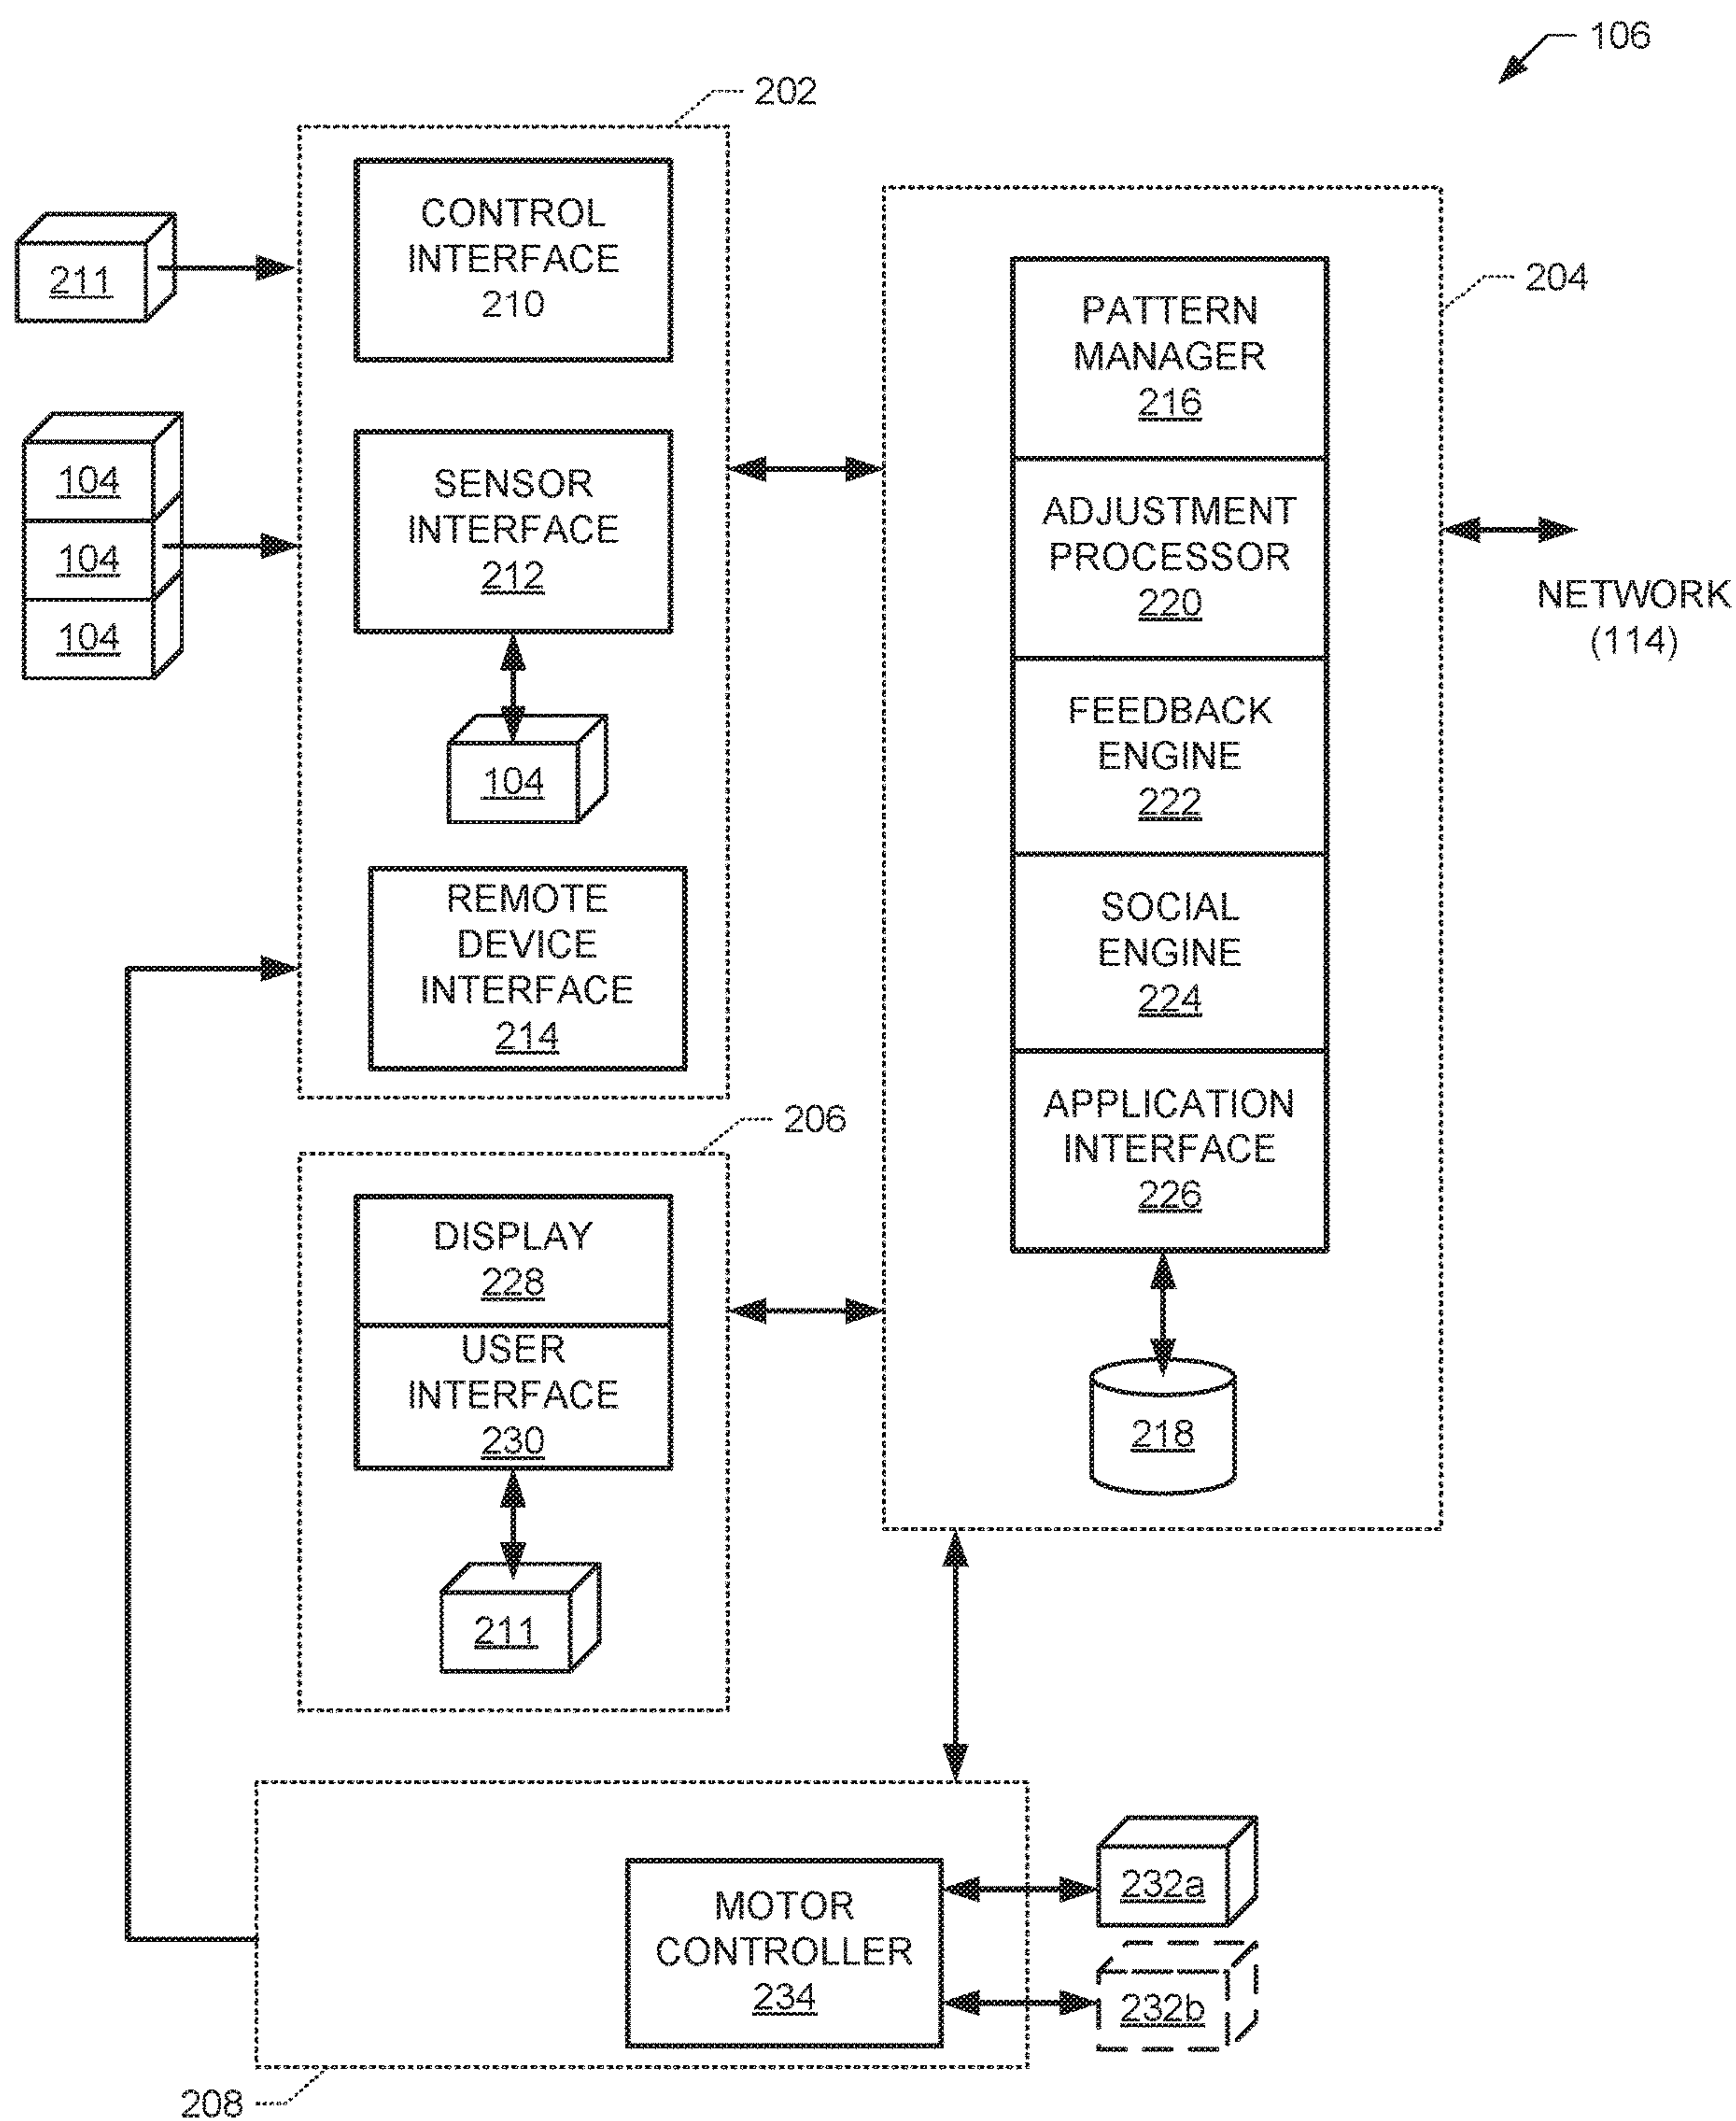 106
202
CONTROL
INTERFACE
210
211
204
PATTERN
MANAGER
216
104
104
104
SENSOR
INTERFACE
212
104
ADJUSTMENT
PROCESSOR
220
NETWORK
(114)
FEEDBACK
ENGINE
222
REMOTE
DEVICE
INTERFACE
214
SOCIAL
ENGINE
224
APPLICATION
INTERFACE
226
206
DISPLAY
228
USER
INTERFACE
230
211
218
MOTOR
CONTROLLER
234
232a
232b
208